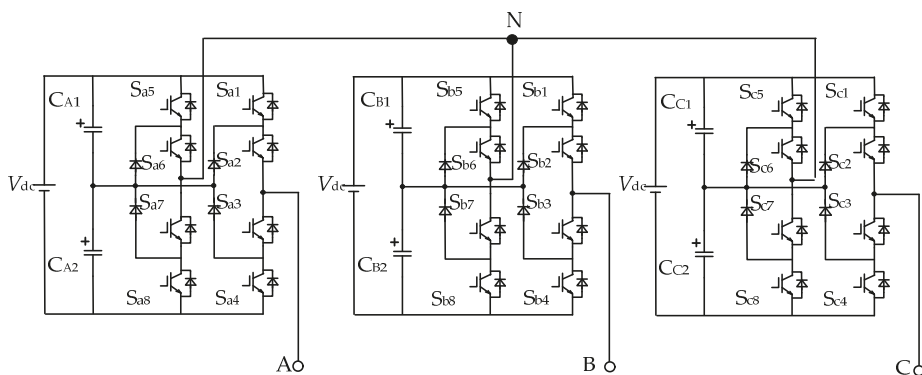 N
Sa5 Sa1 Sb5 Sb1 Sc5 Sc1
CA1 CB1 CC1
+ + +
Sa6 Sa2 Sb6 Sb2 Sc6 Sc2
Vdc Vdc Vdc
Sa7 Sa3 Sb7 Sb3 Sc7 Sc3
+ + +
CA2 CB2 CC2
Sa8 Sa4 Sb8 Sb4 Sc8 Sc4
A B C